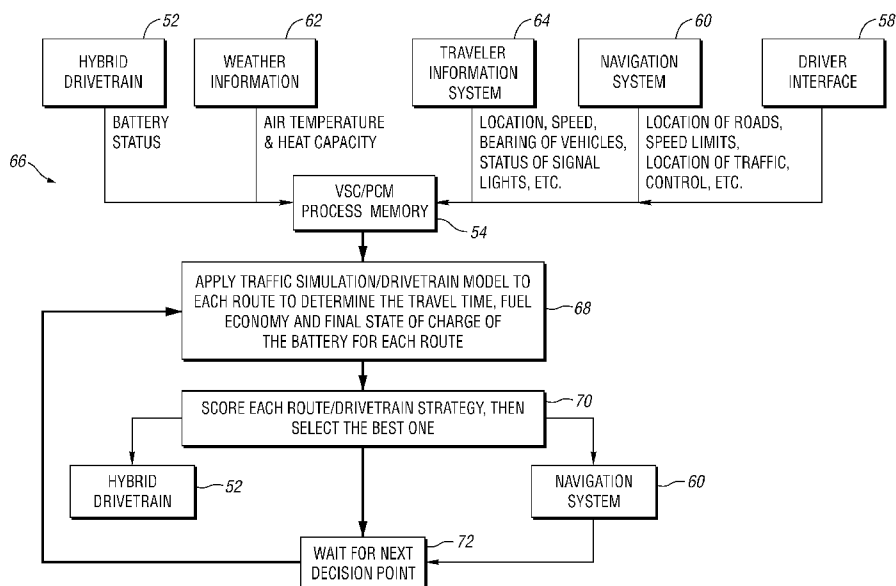 52
62
64
60
58
HYBRID
DRIVETRAIN
WEATHER
INFORMATION
TRAVELER
INFORMATION
SYSTEM
NAVIGATION
SYSTEM
DRIVER
INTERFACE
BATTERY
STATUS
AIR TEMPERATURE
& HEAT CAPACITY
LOCATION, SPEED,
BEARING OF VEHICLES,
STATUS OF SIGNAL
LIGHTS, ETC.
LOCATION OF ROADS,
SPEED LIMITS,
LOCATION OF TRAFFIC,
CONTROL, ETC.
66
VSC/PCM
PROCESS MEMORY
54
APPLY TRAFFIC SIMULATION/DRIVETRAIN MODEL TO
EACH ROUTE TO DETERMINE THE TRAVEL TIME, FUEL
ECONOMY AND FINAL STATE OF CHARGE OF
THE BATTERY FOR EACH ROUTE
68
SCORE EACH ROUTE/DRIVETRAIN STRATEGY, THEN
SELECT THE BEST ONE
70
HYBRID
DRIVETRAIN
52
NAVIGATION
SYSTEM
60
WAIT FOR NEXT
DECISION POINT
72